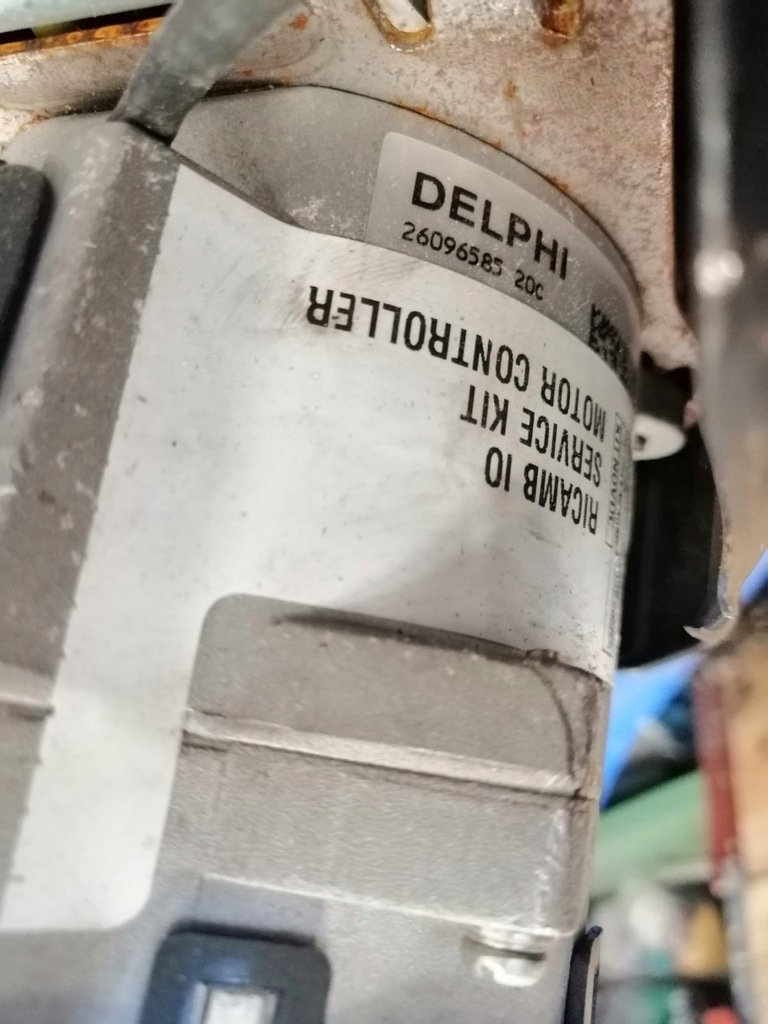 DELPHI
26096585 20C
RICAMB IO
SERVICE KIT
MOTOR CONTROLLER